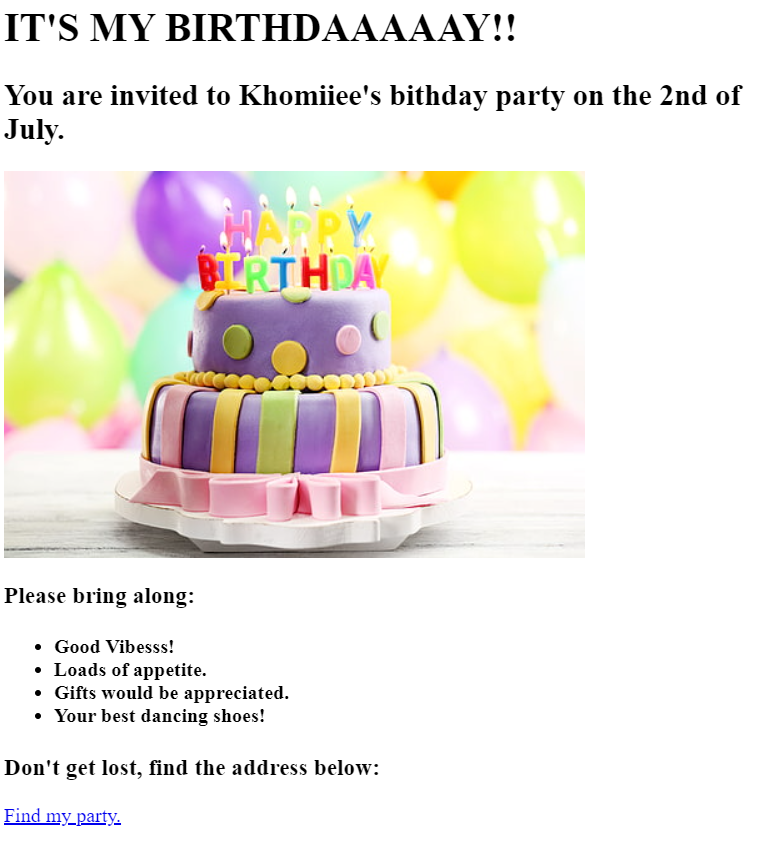 IT'S MY BIRTHDAAAAAY!!
You are invited to Khomiiee's bithday party on the 2nd of
July.
HAPPY
BIRTHDAY
Please bring along:
Good Vibesss!
Loads of appetite.
Gifts would be appreciated.
Your best dancing shoes!
Don't get lost, find the address below:
Find my party.